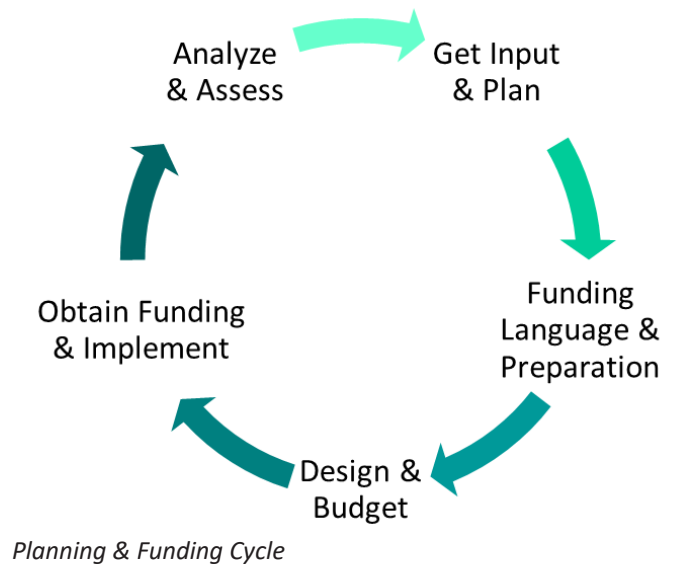 Analyze
& Assess
Get Input
& Plan
Funding
Language &
Preparation
Design &
Budget
Obtain Funding
& Implement
Planning & Funding Cycle